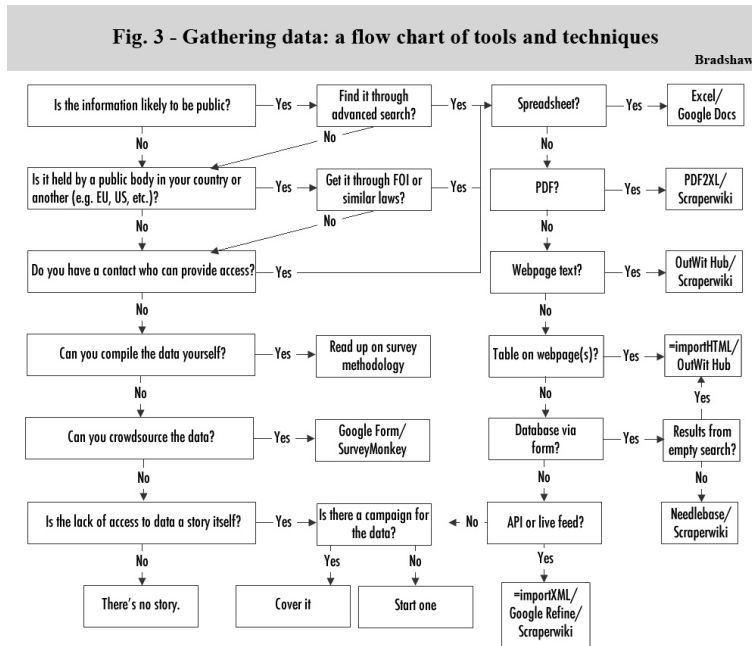 Fig. 3 - Gathering data: a flow chart of tools and techniques
Bradshaw
Is the information likely to be public?
Yes
Find it through
advanced search?
Yes
Spreadsheet?
Yes
Excel/
Google Docs
No
No
No
Is it held by a public body in your country or
another (e.g. EU, US, etc.)?
Yes
Get it through FOI or
similar laws?
Yes
PDF?
Yes
PDF2XL/
Scraperwiki
No
No
No
Do you have a contact who can provide access?
Yes
Webpage text?
Yes
OutWit Hub/
Scraperwiki
No
No
Can you compile the data yourself?
Yes
Read up on survey
methodology
Table on webpage(s)?
Yes
=importHTML/
OutWit Hub
No
No
Yes
Can you crowdsource the data?
Yes
Google Form/
SurveyMonkey
Database via
form?
Yes
Results from
empty search?
No
No
No
Is the lack of access to data a story itself?
Yes
Is there a campaign for
the data?
No
API or live feed?
Needlebase/
Scraperwiki
No
Yes
No
Yes
There's no story.
Cover it
Start one
=importXML/
Google Refine/
Scraperwiki